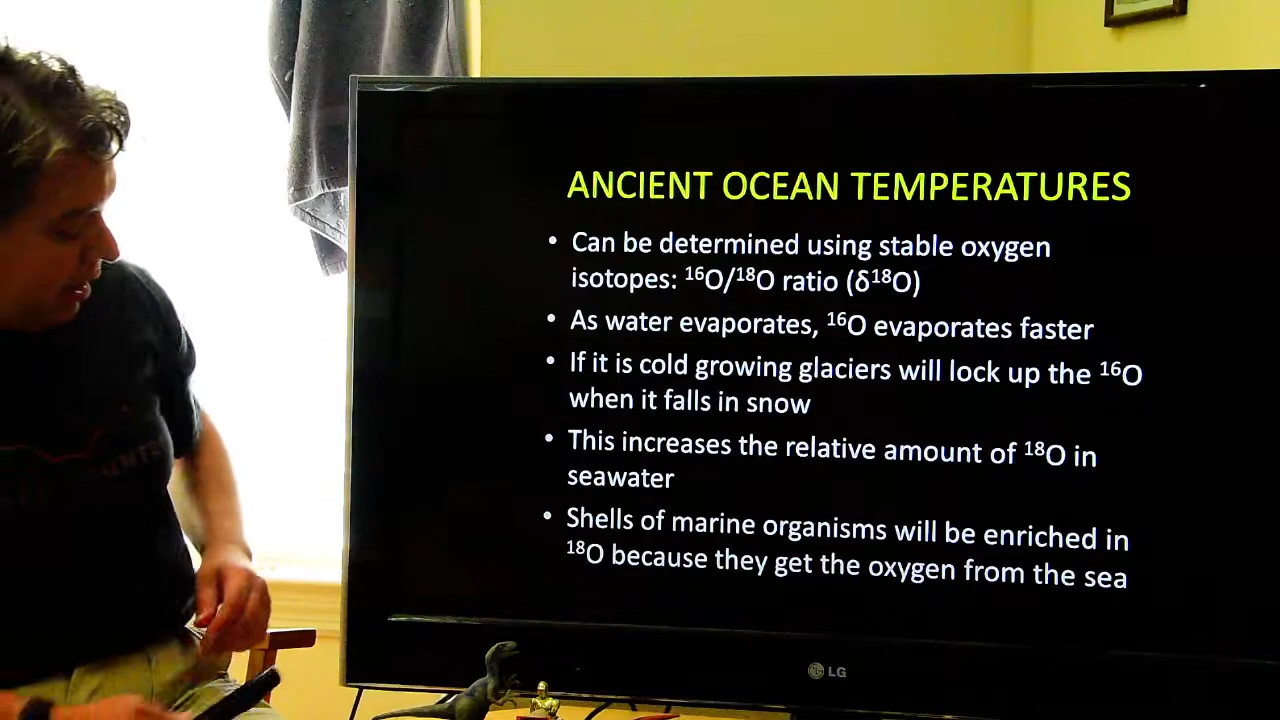 ANCIENT OCEAN TEMPERATURES
• Can be determined using stable oxygen
isotopes: ¹⁶O/¹⁸O ratio (δ¹⁸O)
• As water evaporates, ¹⁶O evaporates faster
• If it is cold growing glaciers will lock up the ¹⁶O
when it falls in snow
• This increases the relative amount of ¹⁸O in
seawater
• Shells of marine organisms will be enriched in
¹⁸O because they get the oxygen from the sea
LG